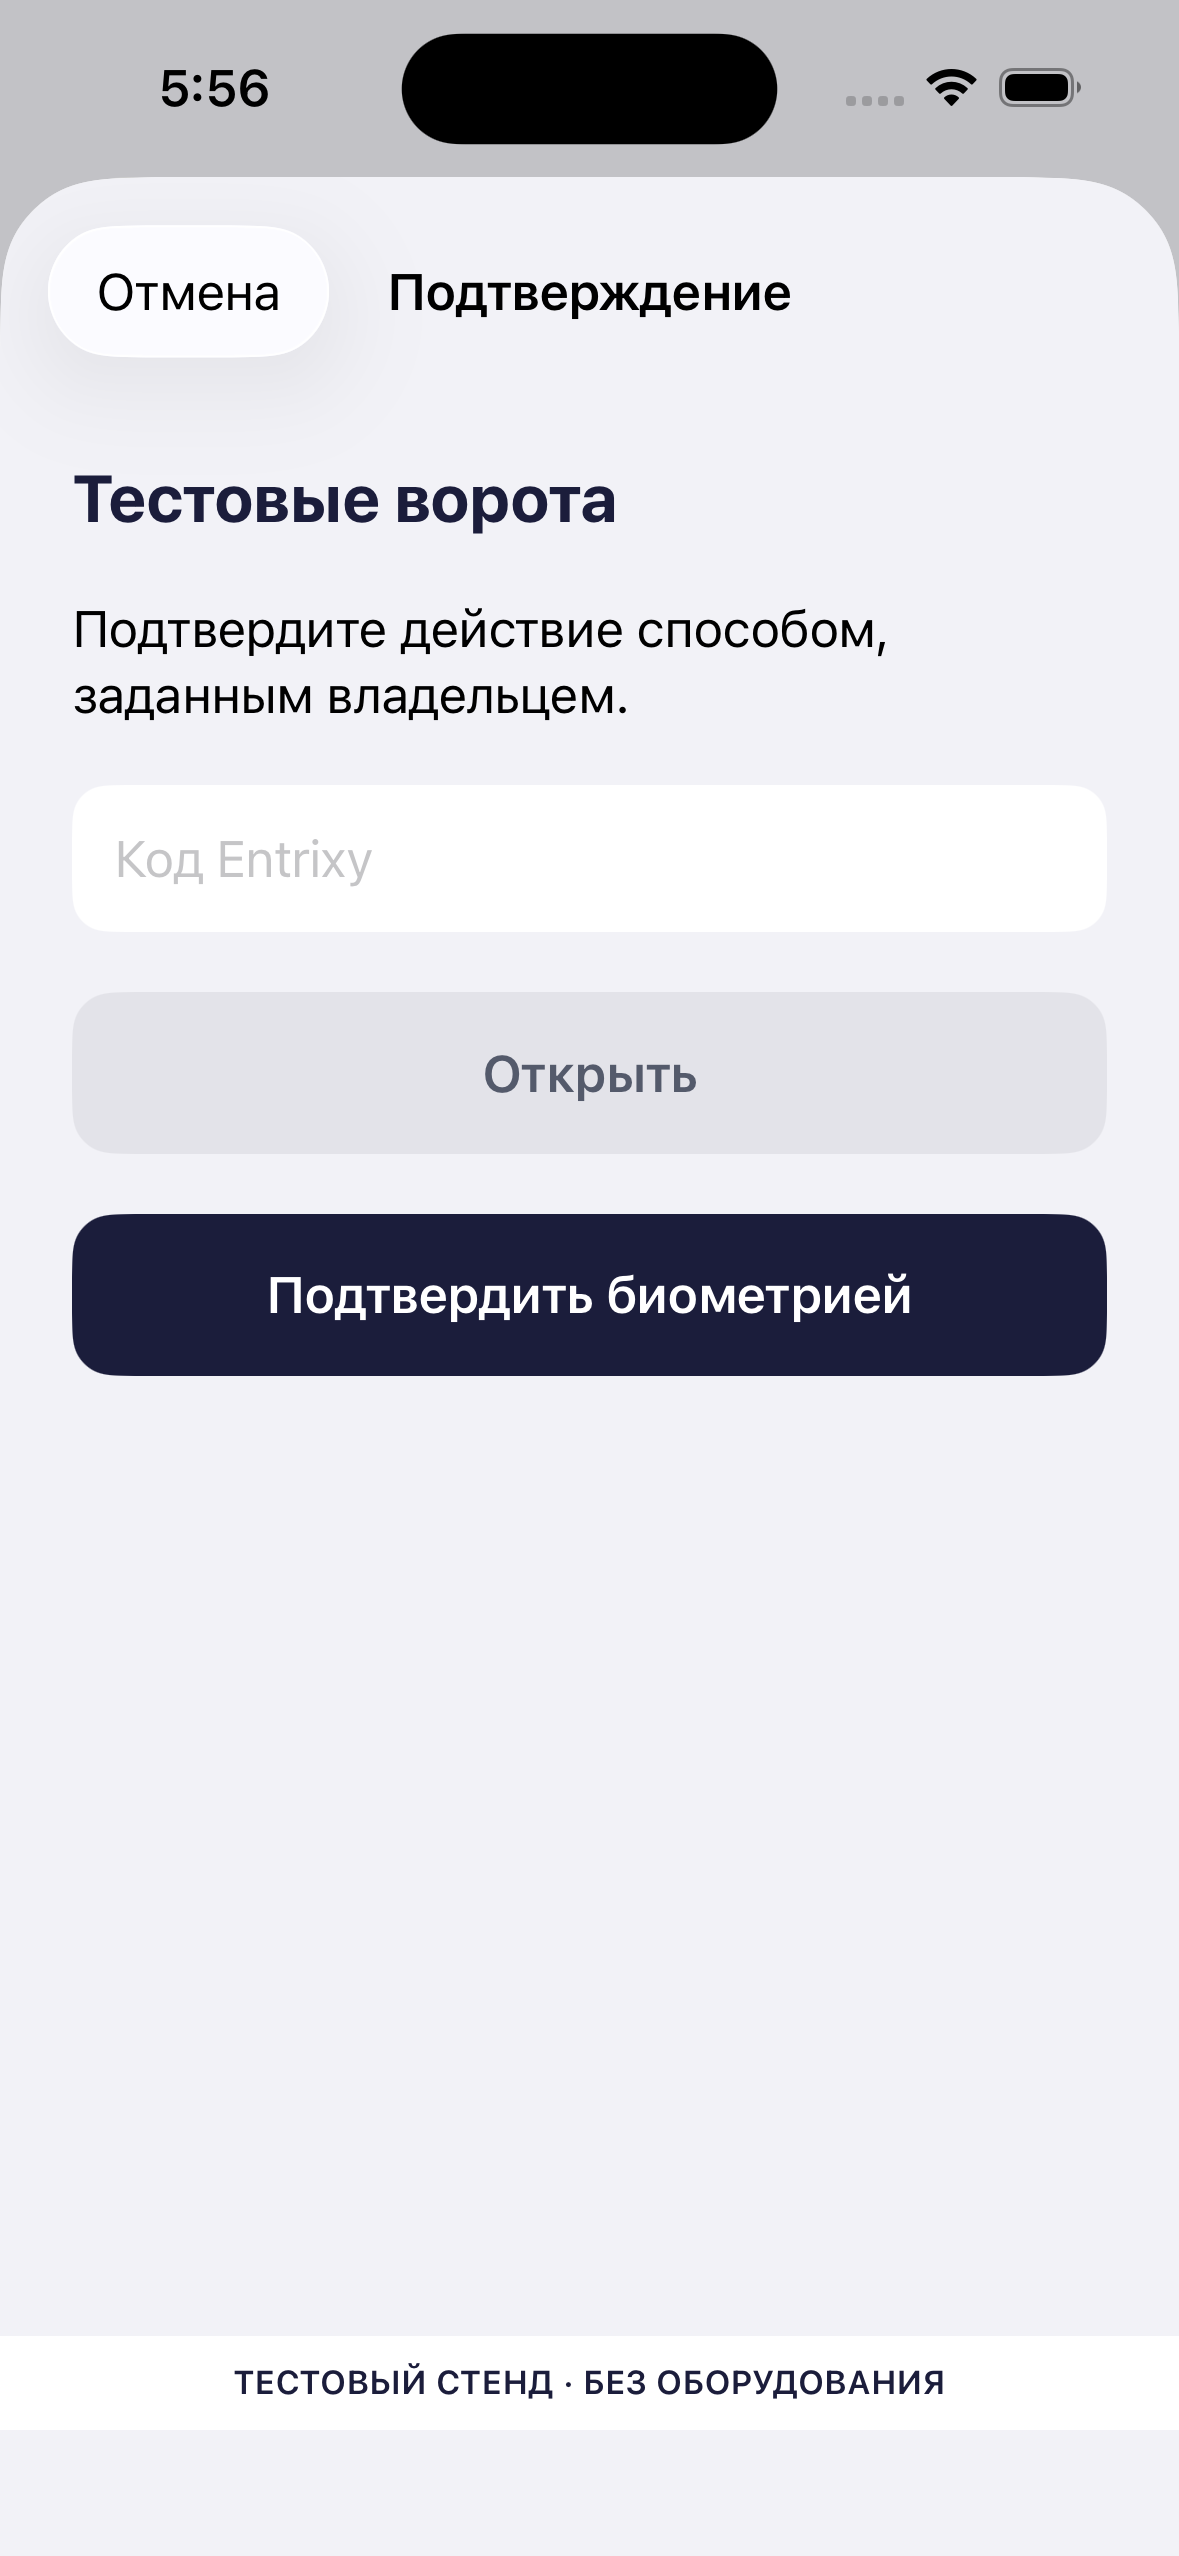 5:56
Отмена
Подтверждение
Тестовые ворота
Подтвердите действие способом,
заданным владельцем.
Код Entrixy
Открыть
Подтвердить биометрией
ТЕСТОВЫЙ СТЕНД · БЕЗ ОБОРУДОВАНИЯ